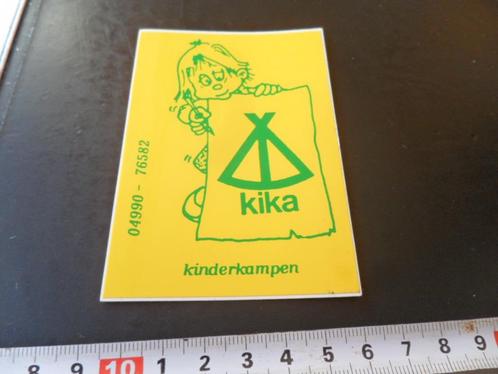 04990 - 76582
kika
kinderkampen
8 9 10 1 2 3 4 5 6 7 8 9